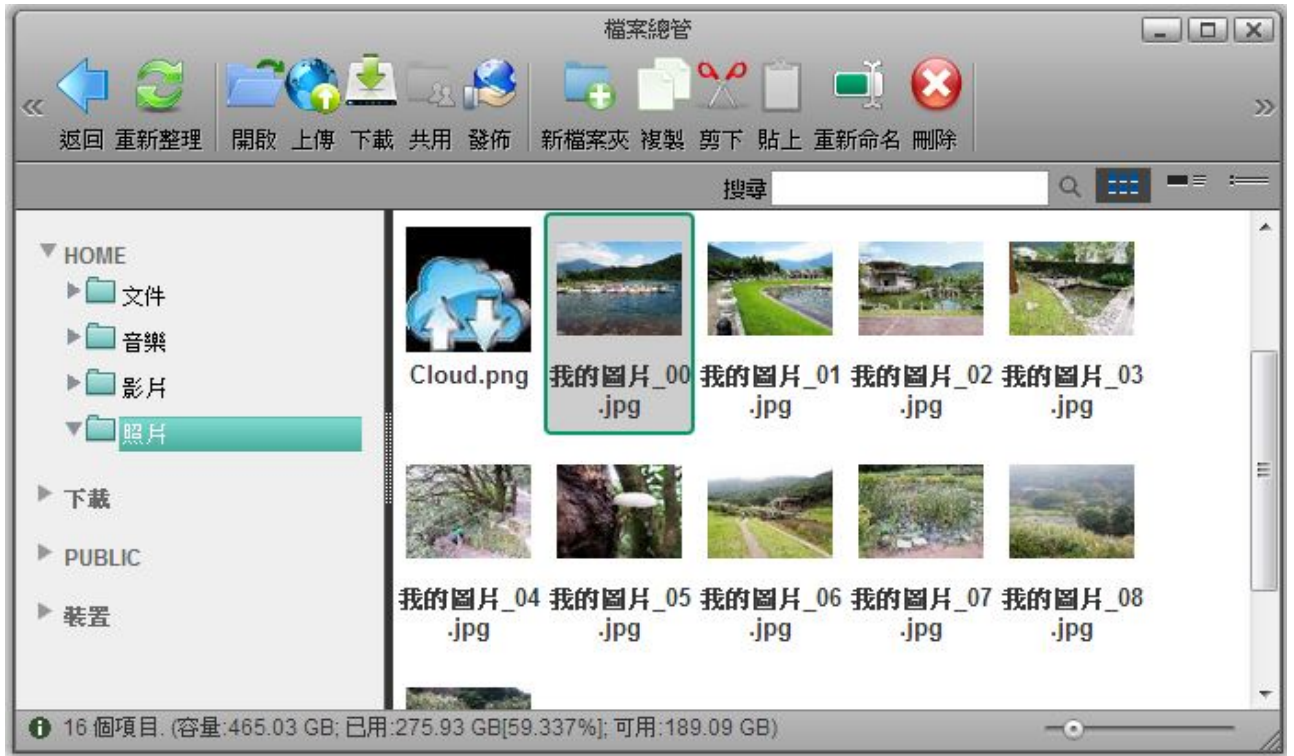 檔案總管
返回 重新整理 開啟 上傳 下載 共用 發佈 新檔案夾 複製 剪下 貼上 重新命名 刪除
搜尋
HOME
文件
音樂
影片
照片
下載
PUBLIC
裝置
Cloud.png 我的圖片_00 我的圖片_01 我的圖片_02 我的圖片_03
.jpg .jpg .jpg .jpg
我的圖片_04 我的圖片_05 我的圖片_06 我的圖片_07 我的圖片_08
.jpg .jpg .jpg .jpg .jpg
16 個項目. (容量:465.03 GB; 已用:275.93 GB[59.337%]; 可用:189.09 GB)